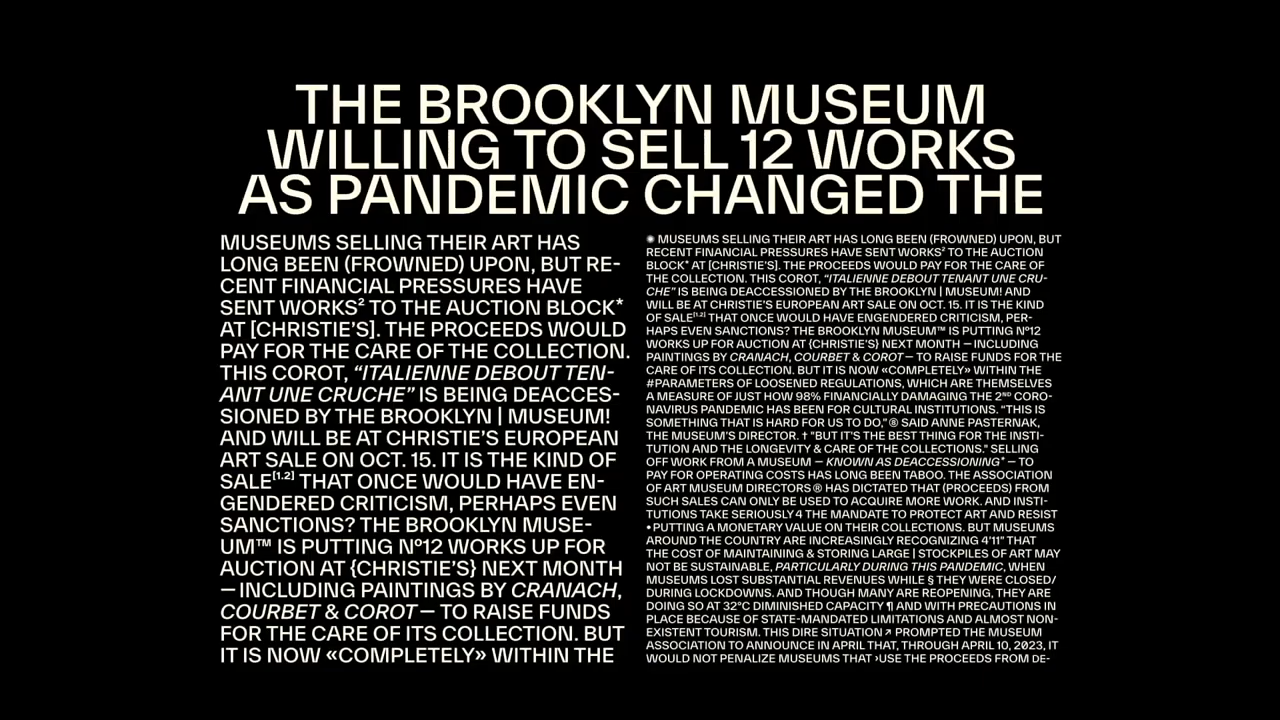 THE BROOKLYN MUSEUM
WILLING TO SELL 12 WORKS
AS PANDEMIC CHANGED THE
MUSEUMS SELLING THEIR ART HAS
LONG BEEN (FROWNED) UPON, BUT RE-
CENT FINANCIAL PRESSURES HAVE
SENT WORKS² TO THE AUCTION BLOCK*
AT [CHRISTIE'S]. THE PROCEEDS WOULD
PAY FOR THE CARE OF THE COLLECTION.
THIS COROT, “ITALIENNE DEBOUT TEN-
ANT UNE CRUCHE” IS BEING DEACCES-
SIONED BY THE BROOKLYN | MUSEUM!
AND WILL BE AT CHRISTIE’S EUROPEAN
ART SALE ON OCT. 15. IT IS THE KIND OF
SALE[1.2] THAT ONCE WOULD HAVE EN-
GENDERED CRITICISM, PERHAPS EVEN
SANCTIONS? THE BROOKLYN MUSE-
UM™ IS PUTTING Nº12 WORKS UP FOR
AUCTION AT {CHRISTIE’S} NEXT MONTH
—INCLUDING PAINTINGS BY CRANACH,
COURBET & COROT — TO RAISE FUNDS
FOR THE CARE OF ITS COLLECTION. BUT
IT IS NOW «COMPLETELY» WITHIN THE
✺ MUSEUMS SELLING THEIR ART HAS LONG BEEN (FROWNED) UPON, BUT
RECENT FINANCIAL PRESSURES HAVE SENT WORKS² TO THE AUCTION
BLOCK* AT [CHRISTIE’S]. THE PROCEEDS WOULD PAY FOR THE CARE OF
THE COLLECTION. THIS COROT, “ITALIENNE DEBOUT TENANT UNE CRU-
CHE” IS BEING DEACCESSIONED BY THE BROOKLYN | MUSEUM! AND
WILL BE AT CHRISTIE’S EUROPEAN ART SALE ON OCT. 15. IT IS THE KIND
OF SALE[1.2] THAT ONCE WOULD HAVE ENGENDERED CRITICISM, PER-
HAPS EVEN SANCTIONS? THE BROOKLYN MUSEUM™ IS PUTTING Nº12
WORKS UP FOR AUCTION AT {CHRISTIE’S} NEXT MONTH —INCLUDING
PAINTINGS BY CRANACH, COURBET & COROT — TO RAISE FUNDS FOR THE
CARE OF ITS COLLECTION. BUT IT IS NOW «COMPLETELY» WITHIN THE
#PARAMETERS OF LOOSENED REGULATIONS, WHICH ARE THEMSELVES
A MEASURE OF JUST HOW 98% FINANCIALLY DAMAGING THE 2ᴺᴰ CORO-
NAVIRUS PANDEMIC HAS BEEN FOR CULTURAL INSTITUTIONS. “THIS IS
SOMETHING THAT IS HARD FOR US TO DO,” ® SAID ANNE PASTERNAK,
THE MUSEUM’S DIRECTOR. † “BUT IT’S THE BEST THING FOR THE INSTI-
TUTION AND THE LONGEVITY & CARE OF THE COLLECTIONS.” SELLING
OFF WORK FROM A MUSEUM — KNOWN AS DEACCESSIONING* — TO
PAY FOR OPERATING COSTS HAS LONG BEEN TABOO. THE ASSOCIATION
OF ART MUSEUM DIRECTORS ® HAS DICTATED THAT (PROCEEDS) FROM
SUCH SALES CAN ONLY BE USED TO ACQUIRE MORE WORK. AND INSTI-
TUTIONS TAKE SERIOUSLY 4 THE MANDATE TO PROTECT ART AND RESIST
•PUTTING A MONETARY VALUE ON THEIR COLLECTIONS. BUT MUSEUMS
AROUND THE COUNTRY ARE INCREASINGLY RECOGNIZING 4'11" THAT
THE COST OF MAINTAINING & STORING LARGE | STOCKPILES OF ART MAY
NOT BE SUSTAINABLE, PARTICULARLY DURING THIS PANDEMIC, WHEN
MUSEUMS LOST SUBSTANTIAL REVENUES WHILE § THEY WERE CLOSED/
DURING LOCKDOWNS. AND THOUGH MANY ARE REOPENING, THEY ARE
DOING SO AT 32°C DIMINISHED CAPACITY ¶ AND WITH PRECAUTIONS IN
PLACE BECAUSE OF STATE-MANDATED LIMITATIONS AND ALMOST NON-
EXISTENT TOURISM. THIS DIRE SITUATION ↗ PROMPTED THE MUSEUM
ASSOCIATION TO ANNOUNCE IN APRIL THAT, THROUGH APRIL 10, 2023, IT
WOULD NOT PENALIZE MUSEUMS THAT ›USE THE PROCEEDS FROM DE-